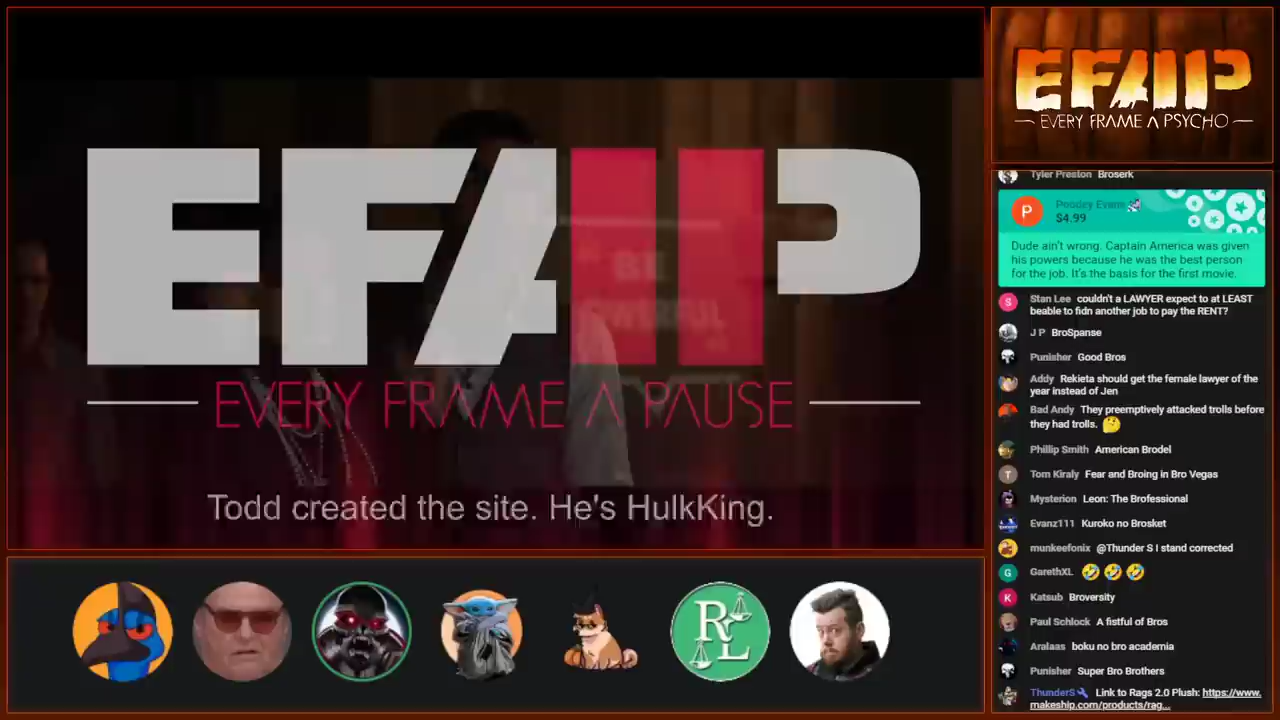 EFAP
EVERY FRAME A PAUSE
BE
POWERFUL
Todd created the site. He's HulkKing.
EFAP
EVERY FRAME A PSYCHO
Tyler Preston Broserk
P
$4.99
Dude ain't wrong. Captain America was given
his powers because he was the best person
for the job. It's the basis for the first movie.
S Stan Lee couldn't a LAWYER expect to at LEAST
beable to fidn another job to pay the RENT?
J P BroSpanse
Punisher Good Bros
Addy Rekieta should get the female lawyer of the
year instead of Jen
Bad Andy They preemptively attacked trolls before
they had trolls. 🤔
Phillip Smith American Brodel
T Tom Kiraly Fear and Broing in Bro Vegas
Mysterion Leon: The Brofessional
Evanz111 Kuroko no Brosket
munkeefonix @Thunder S I stand corrected
G GarethXL 🤣 🤣 🤣
K Katsub Broversity
Paul Schlock A fistful of Bros
Aralaas boku no bro academia
Punisher Super Bro Brothers
ThunderS Link to Rags 2.0 Plush: https://www.
makeship.com/products/rag...
RL